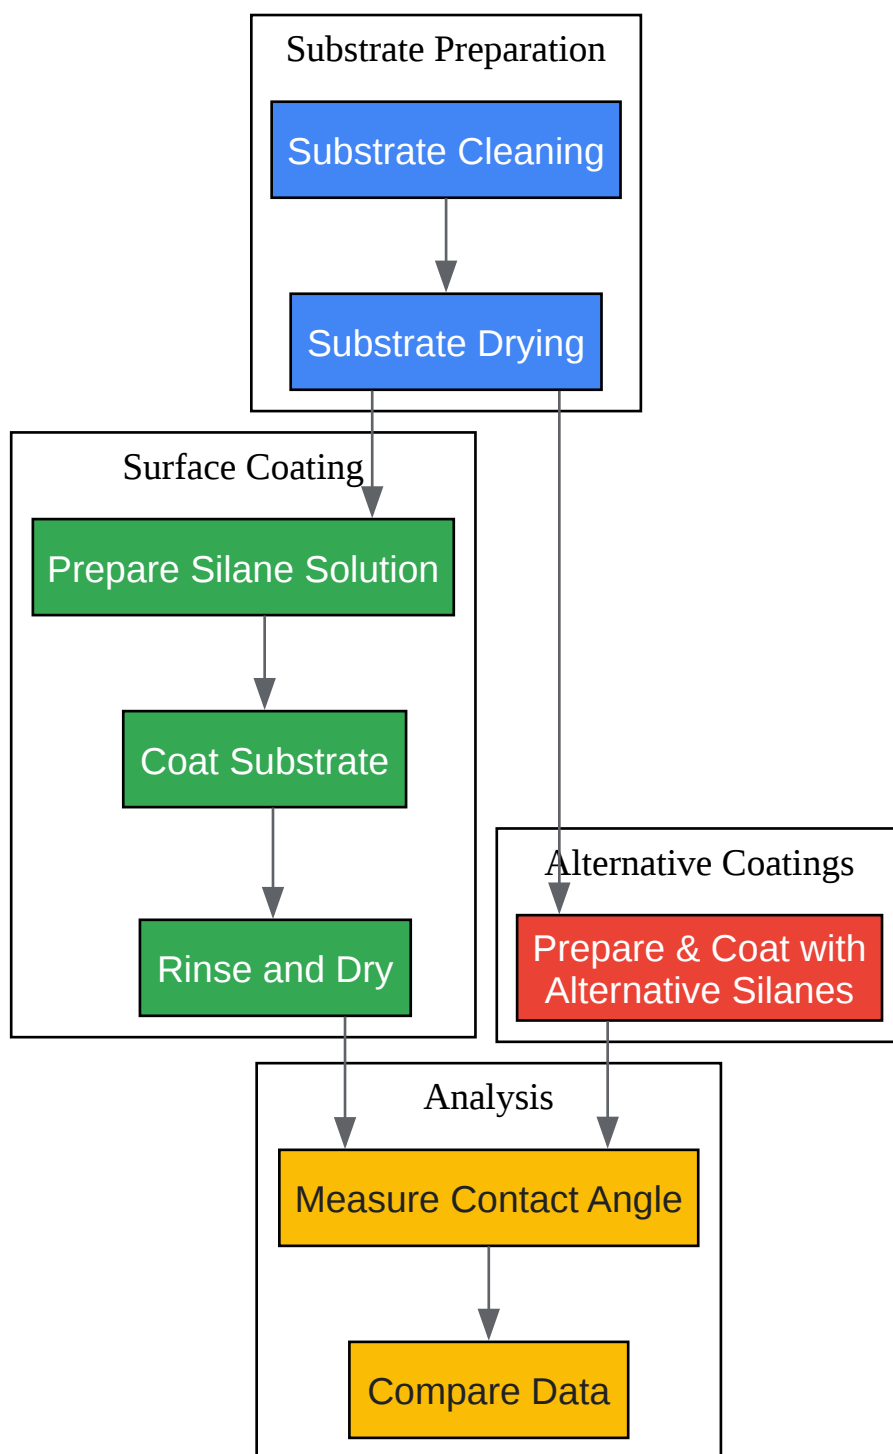 Substrate Preparation
Substrate Cleaning
Substrate Drying
Surface Coating
Prepare Silane Solution
Coat Substrate
Rinse and Dry
Alternative Coatings
Prepare & Coat with
Alternative Silanes
Analysis
Measure Contact Angle
Compare Data